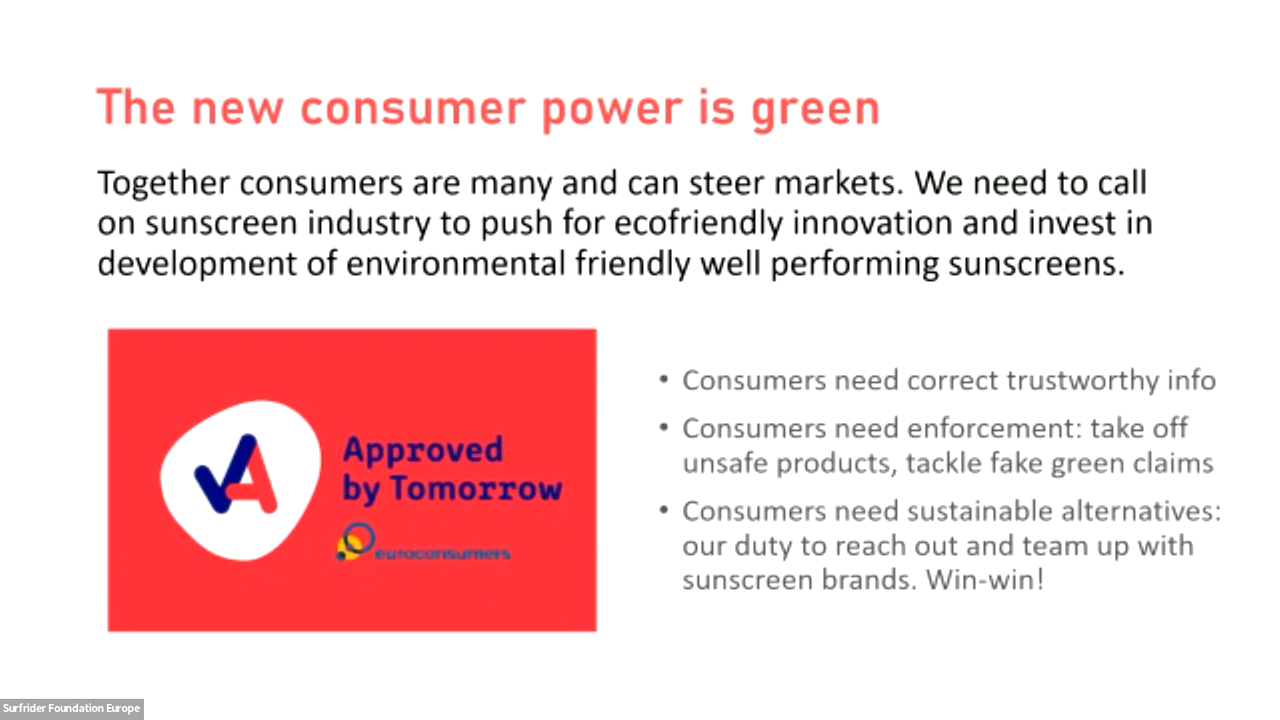 The new consumer power is green
Together consumers are many and can steer markets. We need to call
on sunscreen industry to push for ecofriendly innovation and invest in
development of environmental friendly well performing sunscreens.
Approved
by Tomorrow
euroconsumers
• Consumers need correct trustworthy info
• Consumers need enforcement: take off
unsafe products, tackle fake green claims
• Consumers need sustainable alternatives:
our duty to reach out and team up with
sunscreen brands. Win-win!
Surfrider Foundation Europe